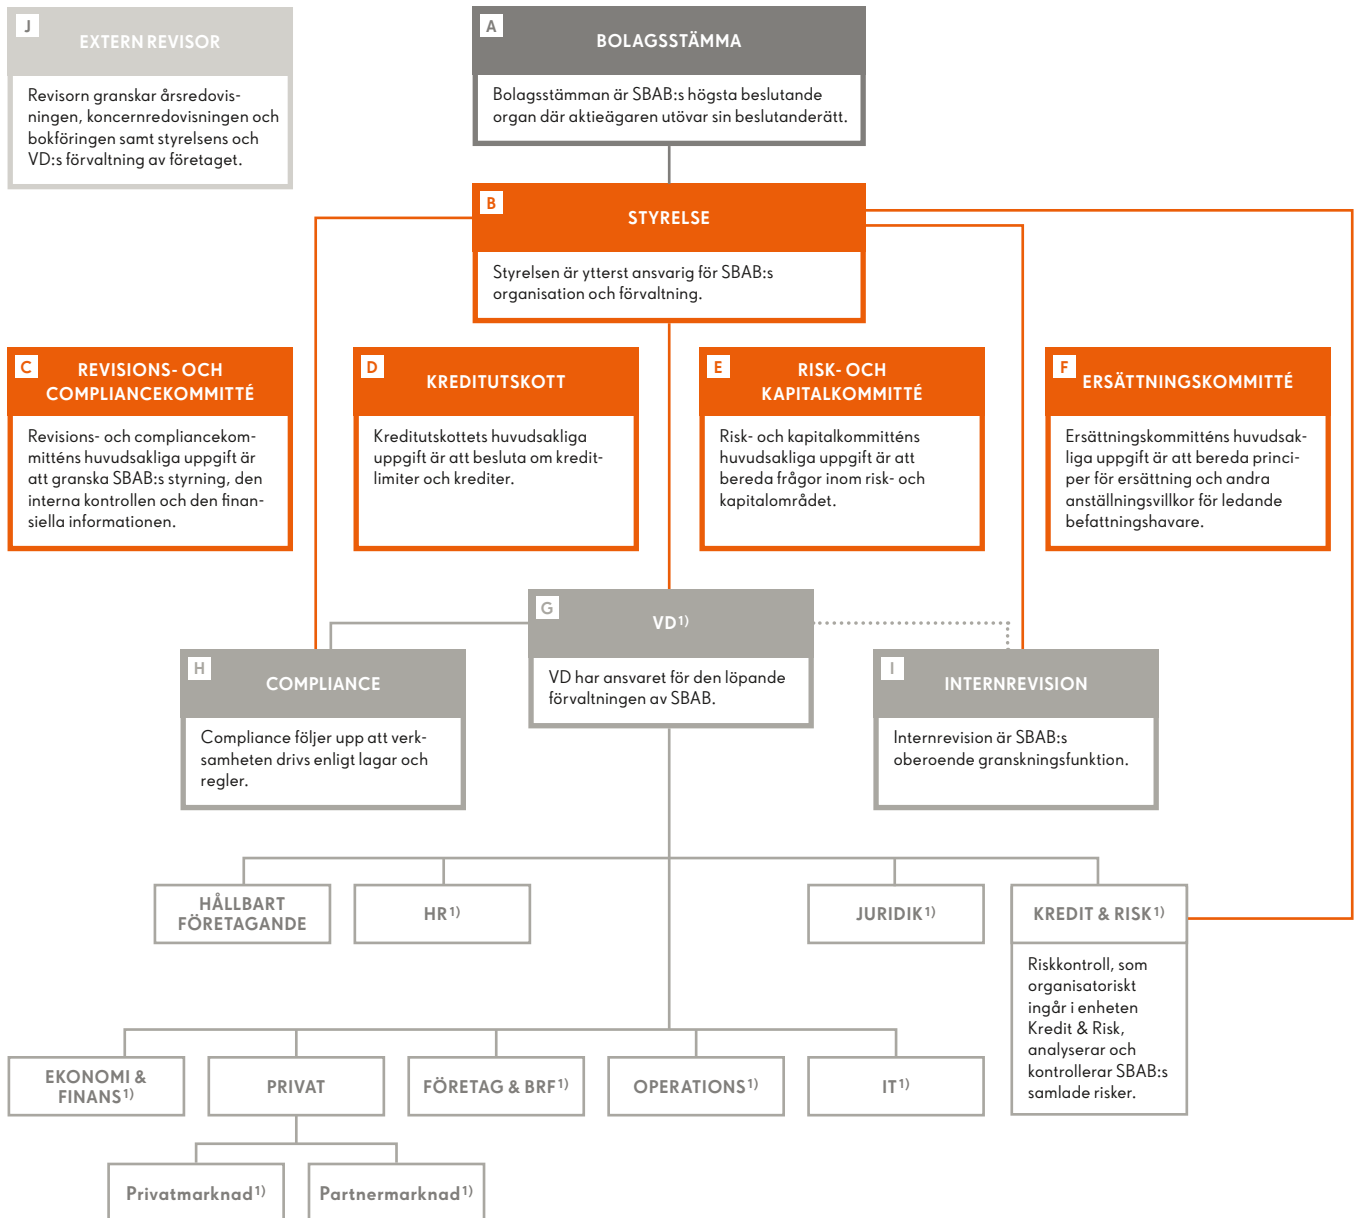 J
EXTERN REVISOR
Revisorn granskar årsredovis-
ningen, koncernredovisningen och
bokföringen samt styrelsens och
VD:s förvaltning av företaget.
A
BOLAGSSTÄMMA
Bolagsstämman är SBAB:s högsta beslutande
organ där aktieägaren utövar sin beslutanderätt.
B
STYRELSE
Styrelsen är ytterst ansvarig för SBAB:s
organisation och förvaltning.
C
REVISIONS- OCH
COMPLIANCEKOMMITTÉ
Revisions- och compliancekom-
mitténs huvudsakliga uppgift är
att granska SBAB:s styrning, den
interna kontrollen och den finan-
siella informationen.
D
KREDITUTSKOTT
Kreditutskottets huvudsakliga
uppgift är att besluta om kredit-
limiter och krediter.
E
RISK- OCH
KAPITALKOMMITTÉ
Risk- och kapitalkommitténs
huvudsakliga uppgift är att
bereda frågor inom risk- och
kapitalområdet.
F
ERSÄTTNINGSKOMMITTÉ
Ersättningskommitténs huvudsak-
liga uppgift är att bereda princi-
per för ersättning och andra
anställningsvillkor för ledande
befattningshavare.
G
VD1)
VD har ansvaret för den löpande
förvaltningen av SBAB.
H
COMPLIANCE
Compliance följer upp att verk-
samheten drivs enligt lagar och
regler.
I
INTERNREVISION
Internrevision är SBAB:s
oberoende granskningsfunktion.
HÅLLBART
FÖRETAGANDE
HR1)
JURIDIK1)
KREDIT & RISK1)
Riskkontroll, som
organisatoriskt
ingår i enheten
Kredit & Risk,
analyserar och
kontrollerar SBAB:s
samlade risker.
EKONOMI &
FINANS1)
PRIVAT
FÖRETAG & BRF1)
OPERATIONS1)
IT1)
Privatmarknad1)
Partnermarknad1)